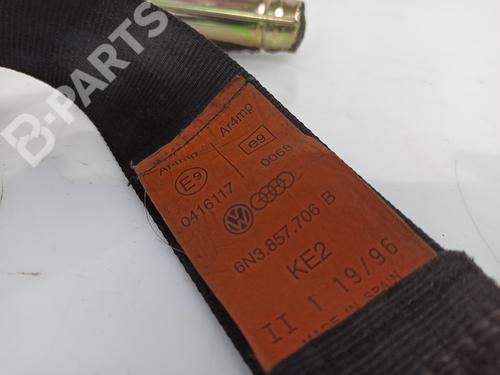 B-PARTS
Ar4mp
Ar4mp
E9
e9
0416117
0068
6N3.857.706 B
KE2
II 1 19/96
MADE IN SPAIN